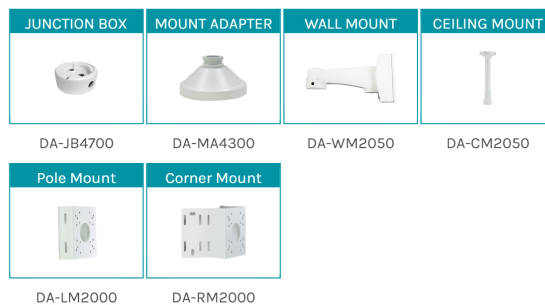 JUNCTION BOX
MOUNT ADAPTER
WALL MOUNT
CEILING MOUNT
DA-JB4700
DA-MA4300
DA-WM2050
DA-CM2050
Pole Mount
Corner Mount
DA-LM2000
DA-RM2000